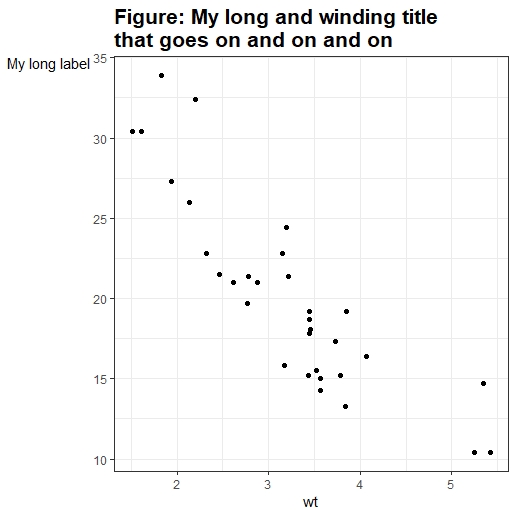 Figure: My long and winding title
that goes on and on and on
My long label
35
30
25
20
15
10
2 3 4 5
wt